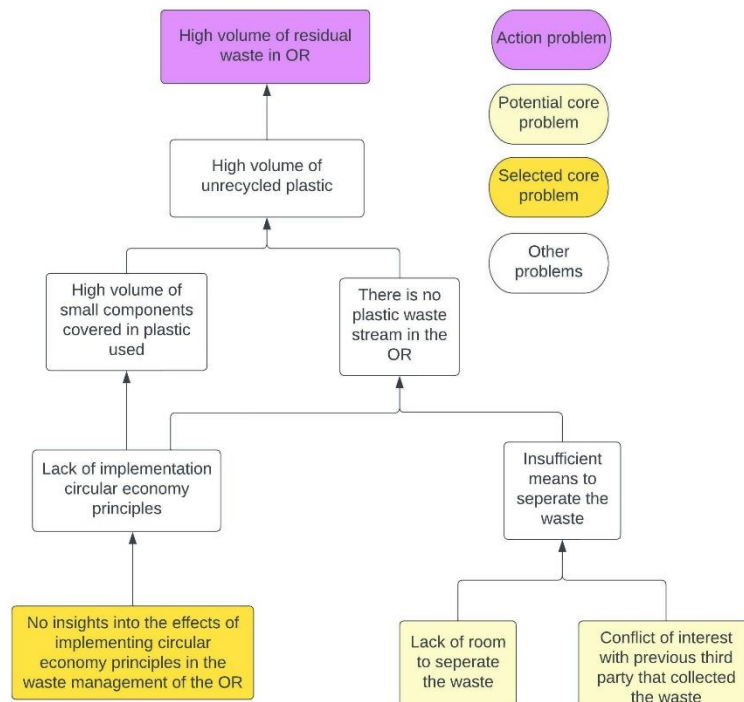 High volume of residual
waste in OR
Action problem
Potential core
problem
High volume of
unrecycled plastic
Selected core
problem
Other
problems
High volume of
small components
covered in plastic
used
There is no
plastic waste
stream in the
OR
Lack of implementation
circular economy
principles
Insufficient
means to
seperate the
waste
No insights into the effects of
implementing circular
economy principles in the
waste management of the OR
Lack of room
to seperate
the waste
Conflict of interest
with previous third
party that collected
the waste